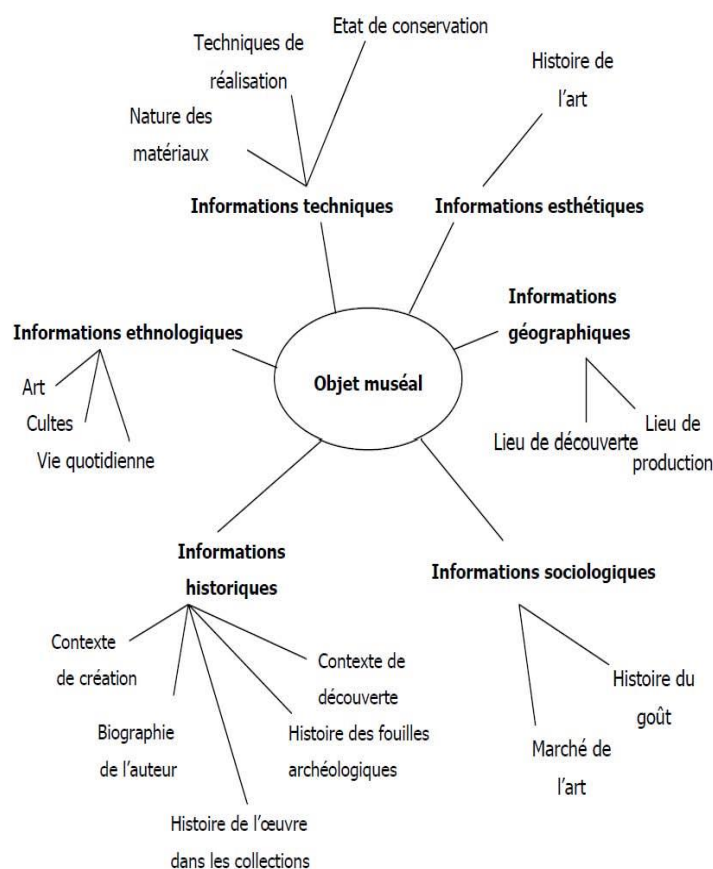 Etat de conservation
Techniques de
réalisation
Histoire de
l'art
Nature des
matériaux
Informations techniques
Informations esthétiques
Informations
géographiques
Informations ethnologiques
Objet muséal
Art
Cultes
Vie quotidienne
Lieu de découverte
Lieu de
production
Informations
historiques
Informations sociologiques
Contexte
de création
Contexte de
découverte
Histoire du
goût
Biographie
de l'auteur
Histoire des fouilles
archéologiques
Marché de
l'art
Histoire de l'œuvre
dans les collections